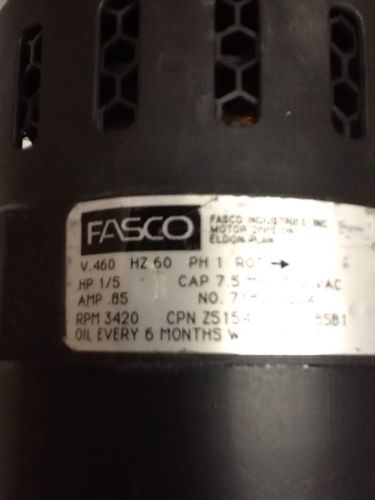 FASCO
FASCO INDUSTRIES INC.
MOTOR DIVISION
ELDON PLANT
V.460 HZ 60 PH 1
HP 1/5 CAP 7.5
AMP .85 NO.
RPM 3420 CPN
OIL EVERY 6 MONTHS